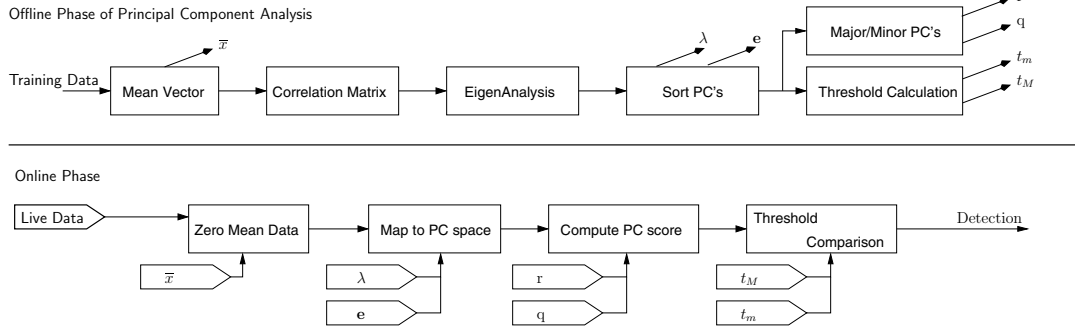 Offline Phase of Principal Component Analysis
x̅
λ
e
Major/Minor PC's
q
Training Data
Mean Vector
Correlation Matrix
EigenAnalysis
Sort PC's
Threshold Calculation
t_m
t_M
Online Phase
Live Data
Zero Mean Data
Map to PC space
Compute PC score
Threshold
Comparison
Detection
x̅
λ
r
t_M
e
q
t_m